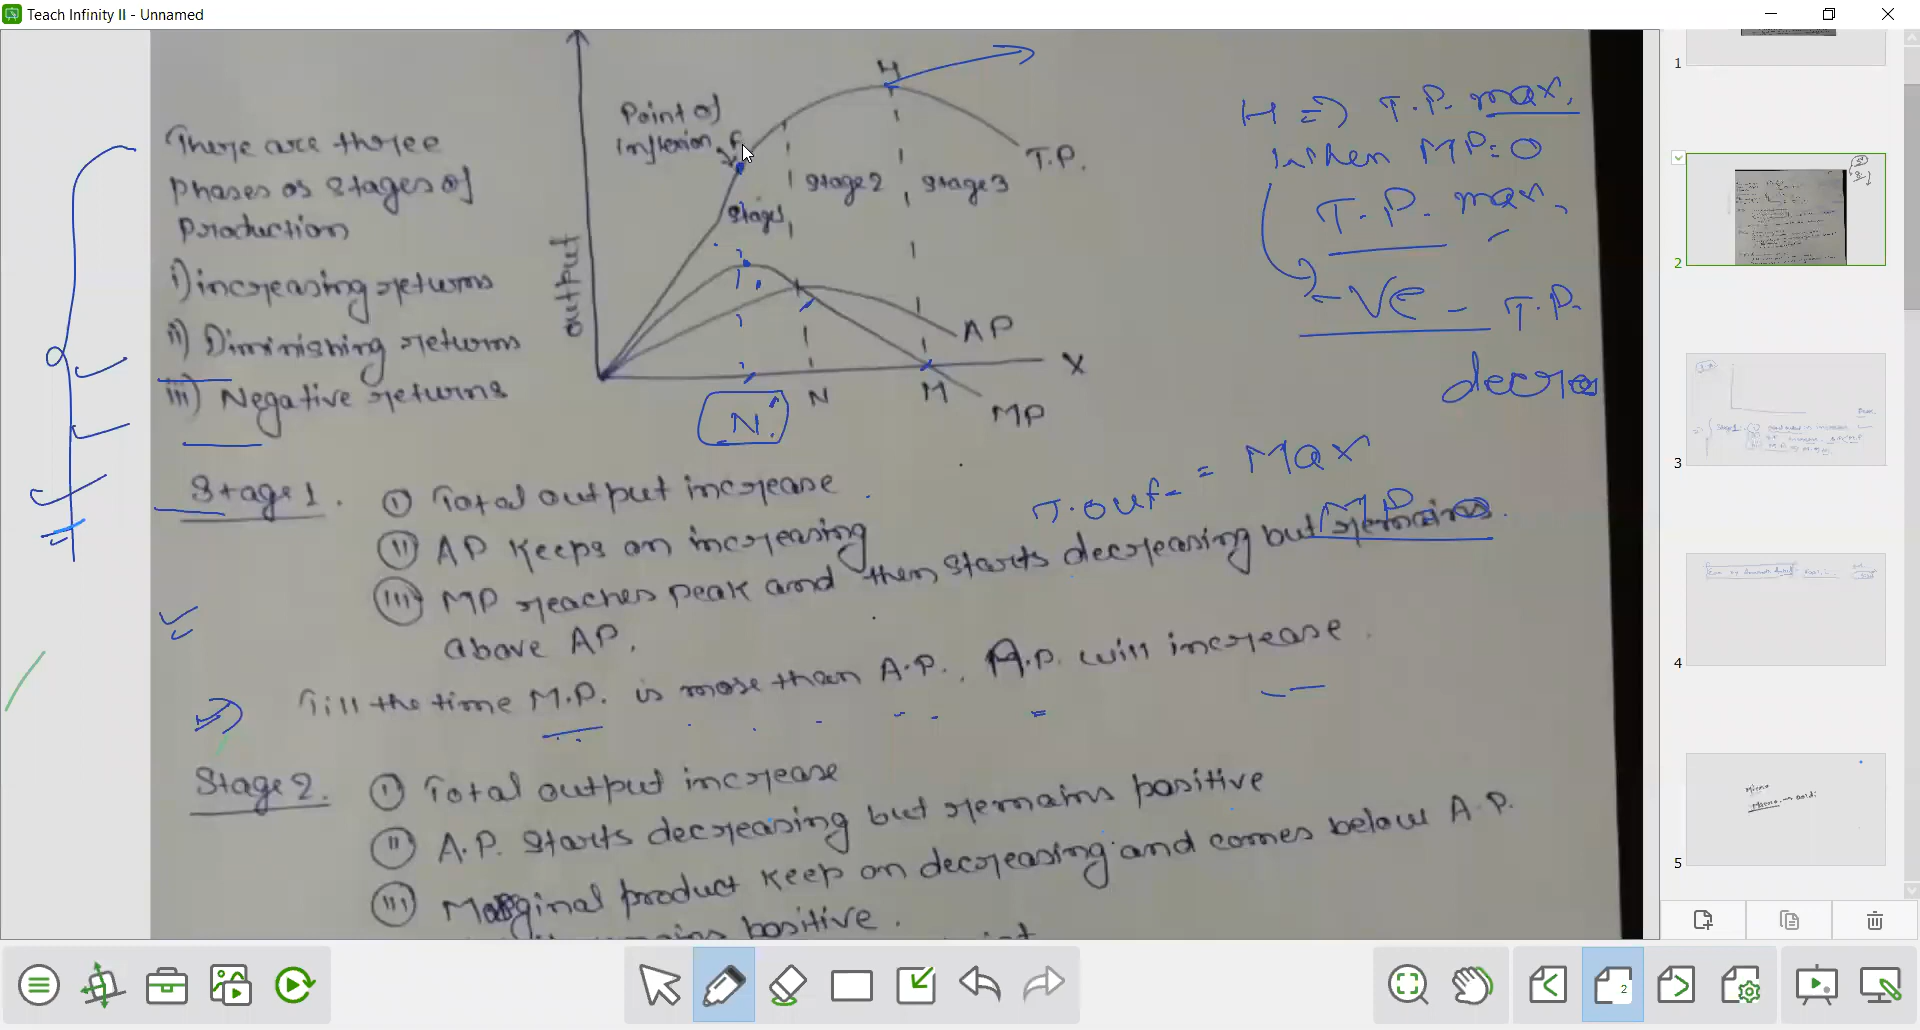 Teach Infinity II - Unnamed
There are three
phases or stages of
production
i) increasing returns
ii) Diminishing returns
iii) Negative returns
output
Point of
inflexion
H
T.P.
Stage 1
Stage 2
Stage 3
AP
X
N'
N
M
MP
H => T.P. max.
when MP=0
T.P. max.
-ve - T.P.
decrea
T. out = Max
MP = 0
Stage 1. (i) Total output increase
(ii) AP keeps on increasing
(iii) MP reaches peak and then starts decreasing but remains
above AP.
Till the time M.P. is more than A.P., A.P. will increase.
Stage 2. (i) Total output increase
(ii) A.P. starts decreasing but remains positive
(iii) Marginal product keep on decreasing and comes below A.P.
remains positive.
1
2
3
4
5
2